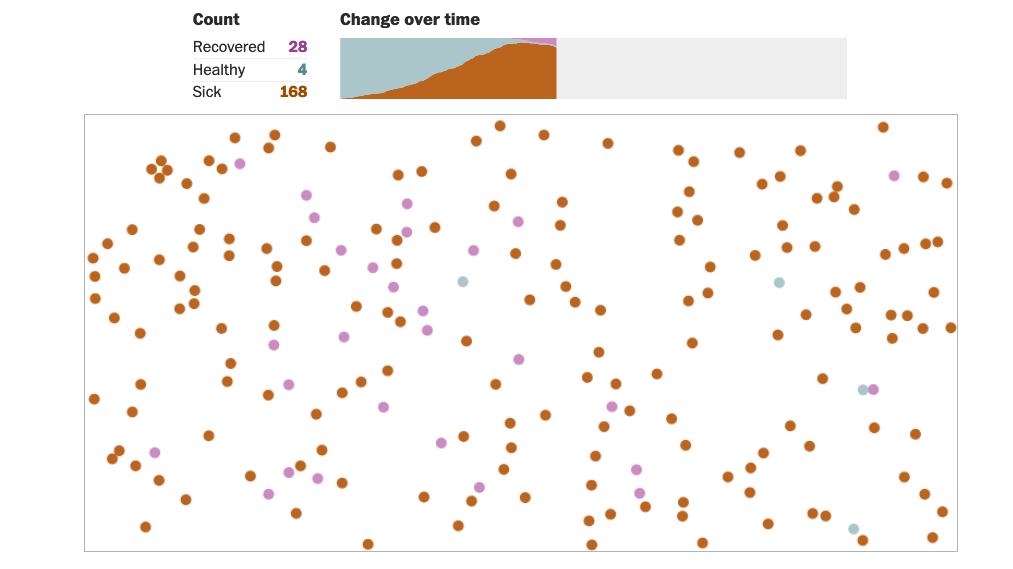 Count
Change over time
Recovered 28
Healthy 4
Sick 168